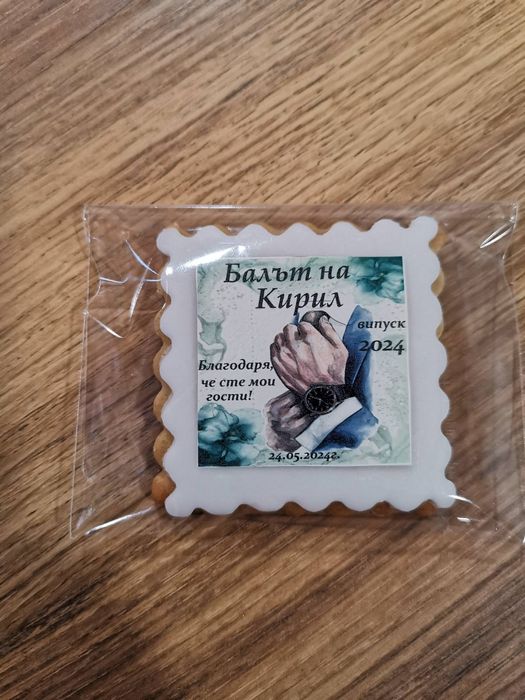 Балът на
Кирил
випуск
2024
Благодаря,
че сте мои
гости!
24.05.2024г.